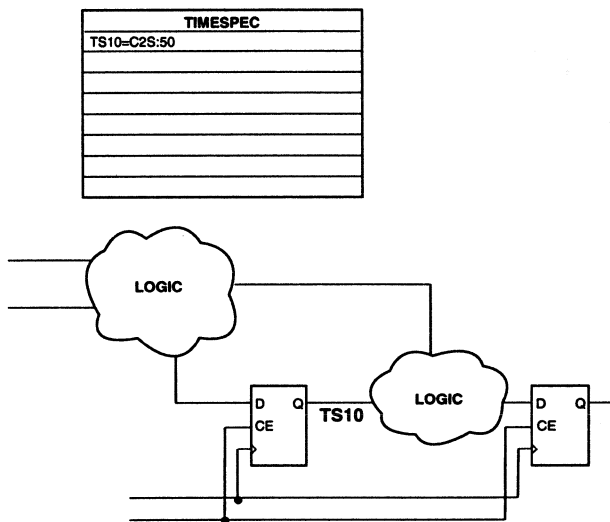 TIMESPEC
TS10=C2S:50
LOGIC
LOGIC
D Q
TS10
CE
D Q
CE